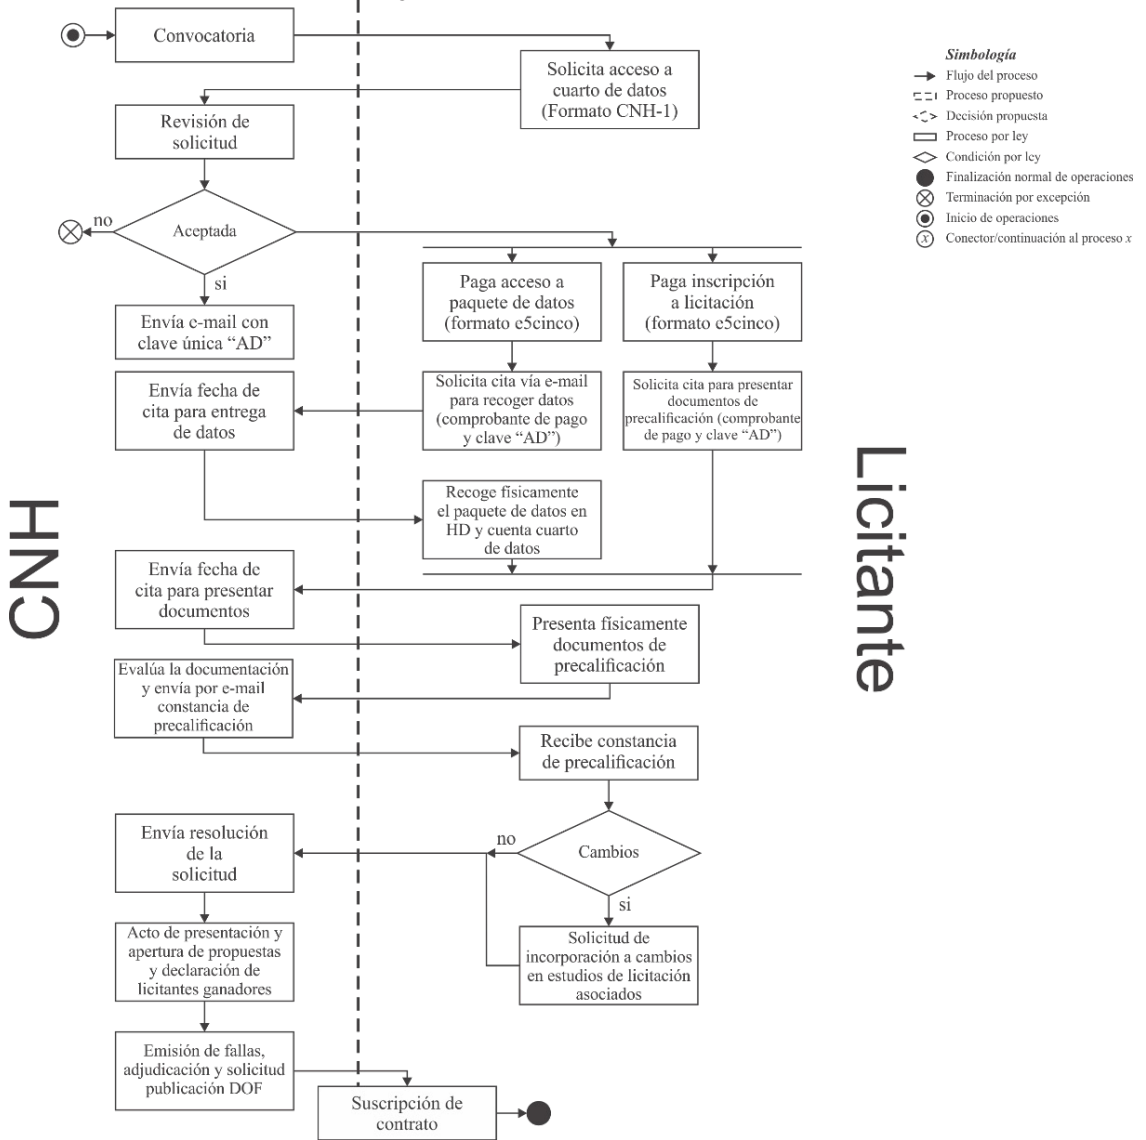 Convocatoria
Solicita acceso a
cuarto de datos
(Formato CNH-1)
Revisión de
solicitud
Aceptada
no
si
Envía e-mail con
clave única “AD”
Paga acceso a
paquete de datos
(formato e5cinco)
Paga inscripción
a licitación
(formato e5cinco)
Envía fecha de
cita para entrega
de datos
Solicita cita vía e-mail
para recoger datos
(comprobante de pago
y clave “AD”)
Solicita cita para presentar
documentos de
precalificación (comprobante
de pago y clave “AD”)
Recoge físicamente
el paquete de datos en
HD y cuenta cuarto
de datos
Envía fecha de
cita para presentar
documentos
Presenta físicamente
documentos de
precalificación
Evalúa la documentación
y envía por e-mail
constancia de
precalificación
Recibe constancia
de precalificación
Cambios
no
si
Envía resolución
de la
solicitud
Solicitud de
incorporación a cambios
en estudios de licitación
asociados
Acto de presentación y
apertura de propuestas
y declaración de
licitantes ganadores
Emisión de fallas,
adjudicación y solicitud
publicación DOF
Suscripción de
contrato
CNH
Licitante
Simbología
Flujo del proceso
Proceso propuesto
Decisión propuesta
Proceso por ley
Condición por ley
Finalización normal de operaciones
Terminación por excepción
Inicio de operaciones
x Conector/continuación al proceso x